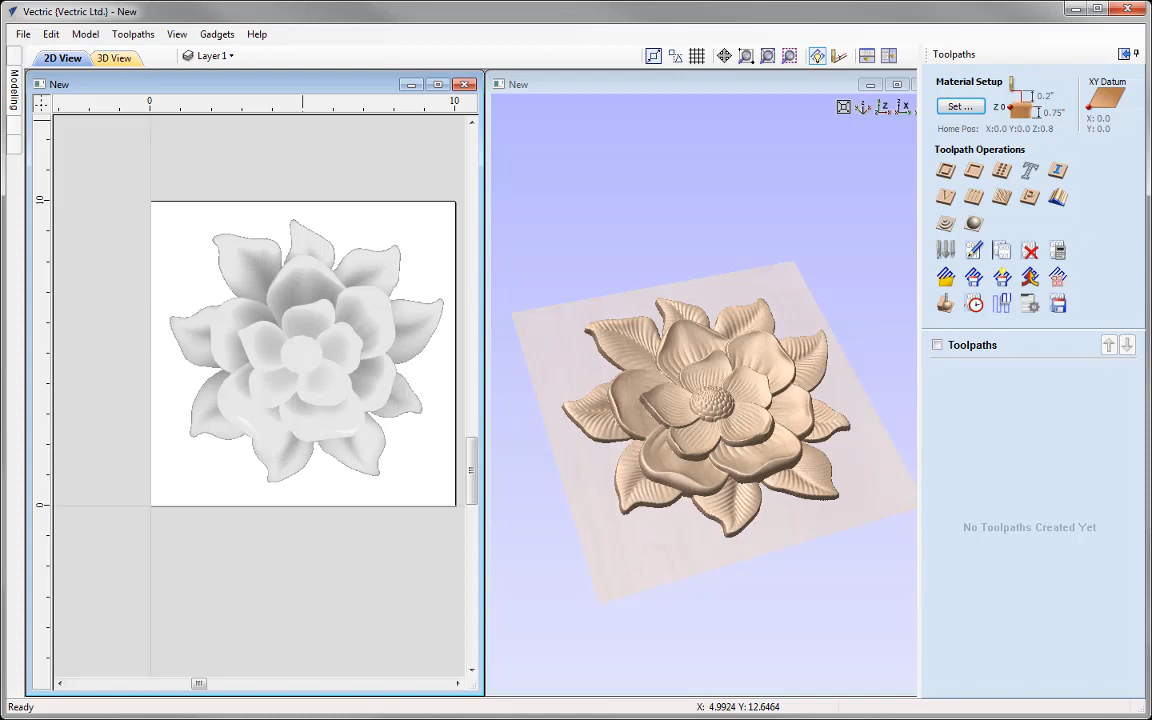 Vectric {Vectric Ltd.} - New
File Edit Model Toolpaths View Gadgets Help
2D View 3D View Layer 1
Modeling
New
0 10
10
0
New
Toolpaths
Material Setup
Set ...
Z 0
0.2"
0.75"
XY Datum
X: 0.0
Y: 0.0
Home Pos: X:0.0 Y:0.0 Z:0.8
Toolpath Operations
Toolpaths
No Toolpaths Created Yet
Ready
X: 4.9924 Y: 12.6464